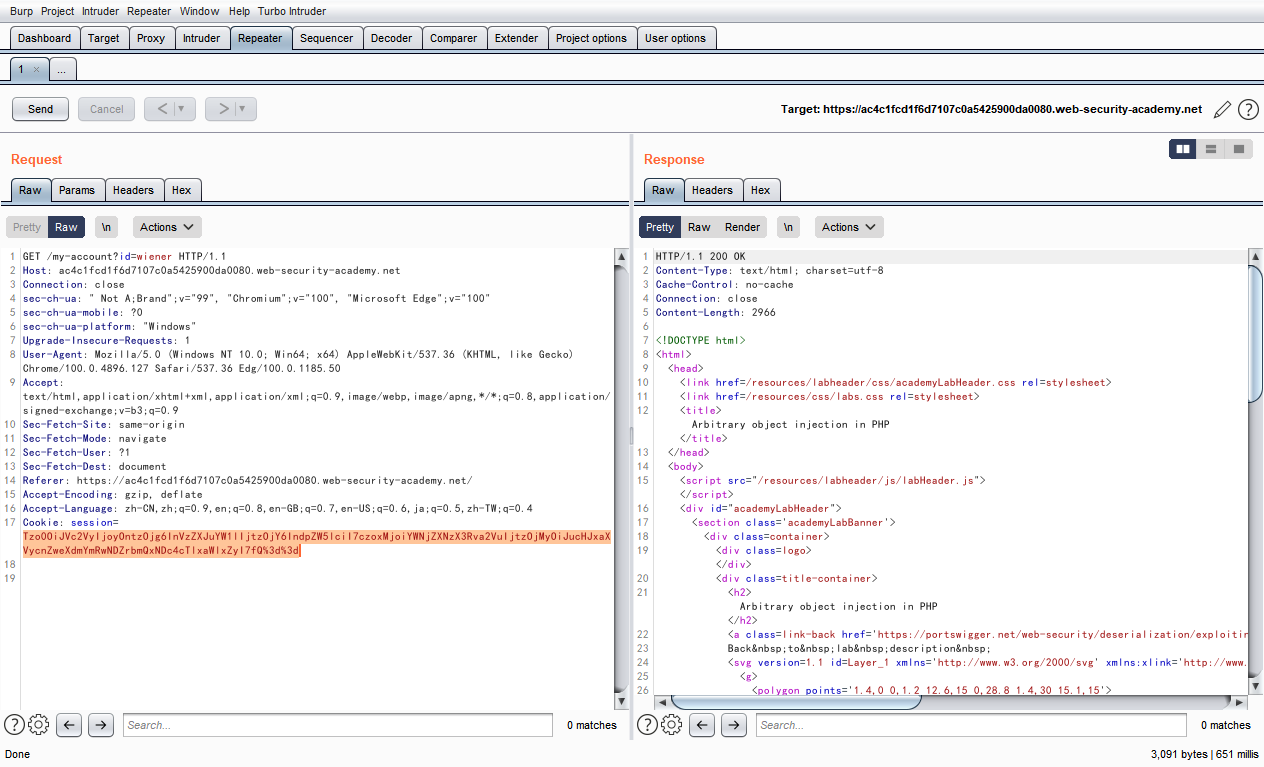 Burp Project Intruder Repeater Window Help Turbo Intruder
Dashboard Target Proxy Intruder Repeater Sequencer Decoder Comparer Extender Project options User options
1 × ...
Send Cancel < > Target: https://ac4c1fcd1f6d7107c0a5425900da0080.web-security-academy.net ?
Request
Raw Params Headers Hex
Pretty Raw \n Actions
1 GET /my-account?id=wiener HTTP/1.1
2 Host: ac4c1fcd1f6d7107c0a5425900da0080.web-security-academy.net
3 Connection: close
4 sec-ch-ua: " Not A;Brand";v="99", "Chromium";v="100", "Microsoft Edge";v="100"
5 sec-ch-ua-mobile: ?0
6 sec-ch-ua-platform: "Windows"
7 Upgrade-Insecure-Requests: 1
8 User-Agent: Mozilla/5.0 (Windows NT 10.0; Win64; x64) AppleWebKit/537.36 (KHTML, like Gecko)
Chrome/100.0.4896.127 Safari/537.36 Edg/100.0.1185.50
9 Accept:
text/html,application/xhtml+xml,application/xml;q=0.9,image/webp,image/apng,*/*;q=0.8,application/
signed-exchange;v=b3;q=0.9
10 Sec-Fetch-Site: same-origin
11 Sec-Fetch-Mode: navigate
12 Sec-Fetch-User: ?1
13 Sec-Fetch-Dest: document
14 Referer: https://ac4c1fcd1f6d7107c0a5425900da0080.web-security-academy.net/
15 Accept-Encoding: gzip, deflate
16 Accept-Language: zh-CN,zh;q=0.9,en;q=0.8,en-GB;q=0.7,en-US;q=0.6,ja;q=0.5,zh-TW;q=0.4
17 Cookie: session=
18
19
? Search... 0 matches
Done
Response
Raw Headers Hex
Pretty Raw Render \n Actions
1 HTTP/1.1 200 OK
2 Content-Type: text/html; charset=utf-8
3 Cache-Control: no-cache
4 Connection: close
5 Content-Length: 2966
6
7 <!DOCTYPE html>
8 <html>
9 <head>
10 <link href=/resources/labheader/css/academyLabHeader.css rel=stylesheet>
11 <link href=/resources/css/labs.css rel=stylesheet>
12 <title>
Arbitrary object injection in PHP
</title>
13 </head>
14 <body>
15 <script src="/resources/labheader/js/labHeader.js">
</script>
16 <div id="academyLabHeader">
17 <section class='academyLabBanner'>
18 <div class=container>
19 <div class=logo>
</div>
20 <div class=title-container>
21 <h2>
Arbitrary object injection in PHP
</h2>
22 <a class=link-back href='https://portswigger.net/web-security/deserialization/exploitin
23 Back&nbsp;to&nbsp;lab&nbsp;description&nbsp;
24 <svg version=1.1 id=Layer_1 xmlns='http://www.w3.org/2000/svg' xmlns:xlink='http://www.
25 <g>
26 <polygon points='1.4,0 0,1.2 12.6,15 0,28.8 1.4,30 15.1,15'>
? Search... 0 matches
3,091 bytes | 651 millis